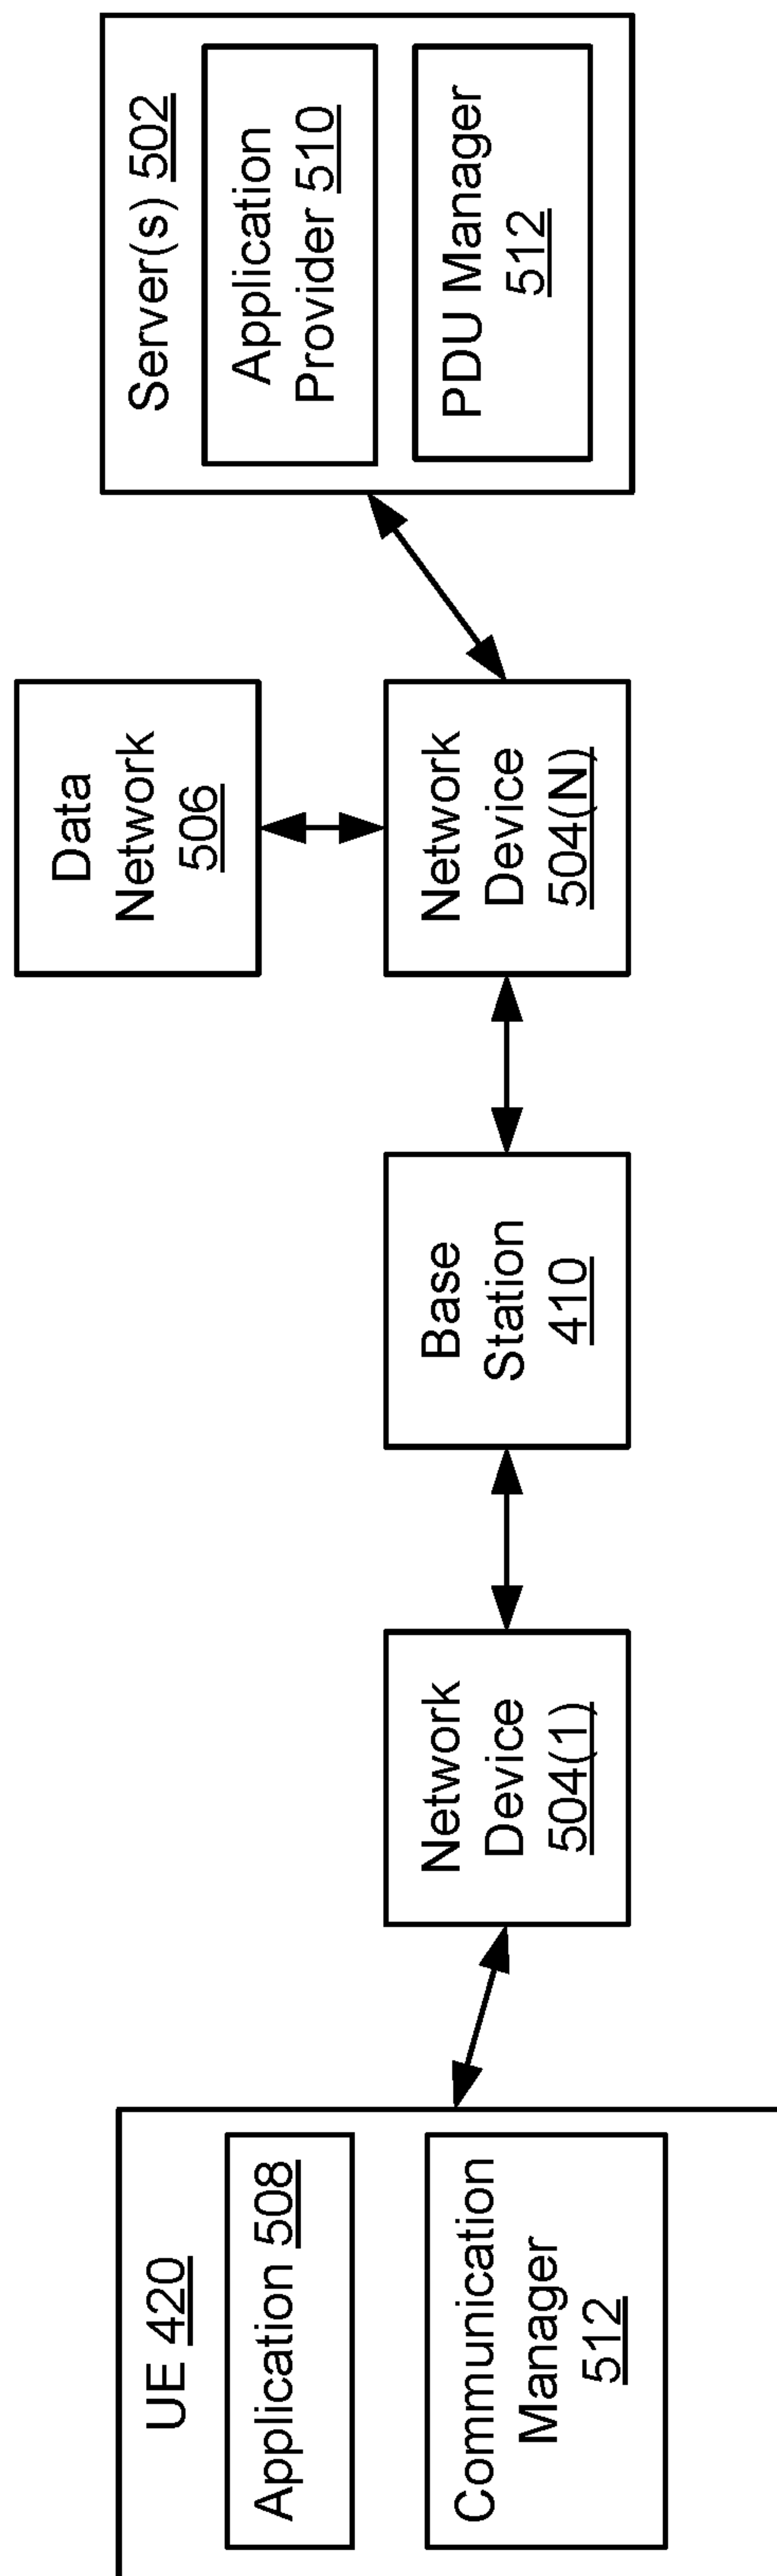 UE 420
Application 508
Communication
Manager
512
Network
Device
504(1)
Base
Station
410
Network
Device
504(N)
Data
Network
506
Server(s) 502
Application
Provider 510
PDU Manager
512